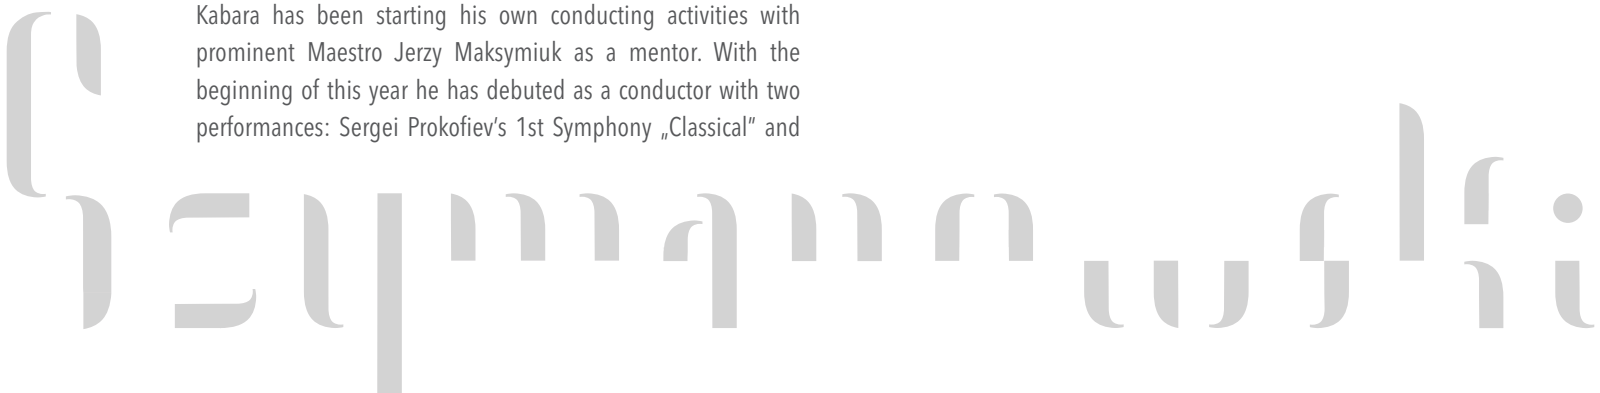 Kabara has been starting his own conducting activities with
prominent Maestro Jerzy Maksymiuk as a mentor. With the
beginning of this year he has debuted as a conductor with two
performances: Sergei Prokofiev’s 1st Symphony „Classical” and
Szymanowski